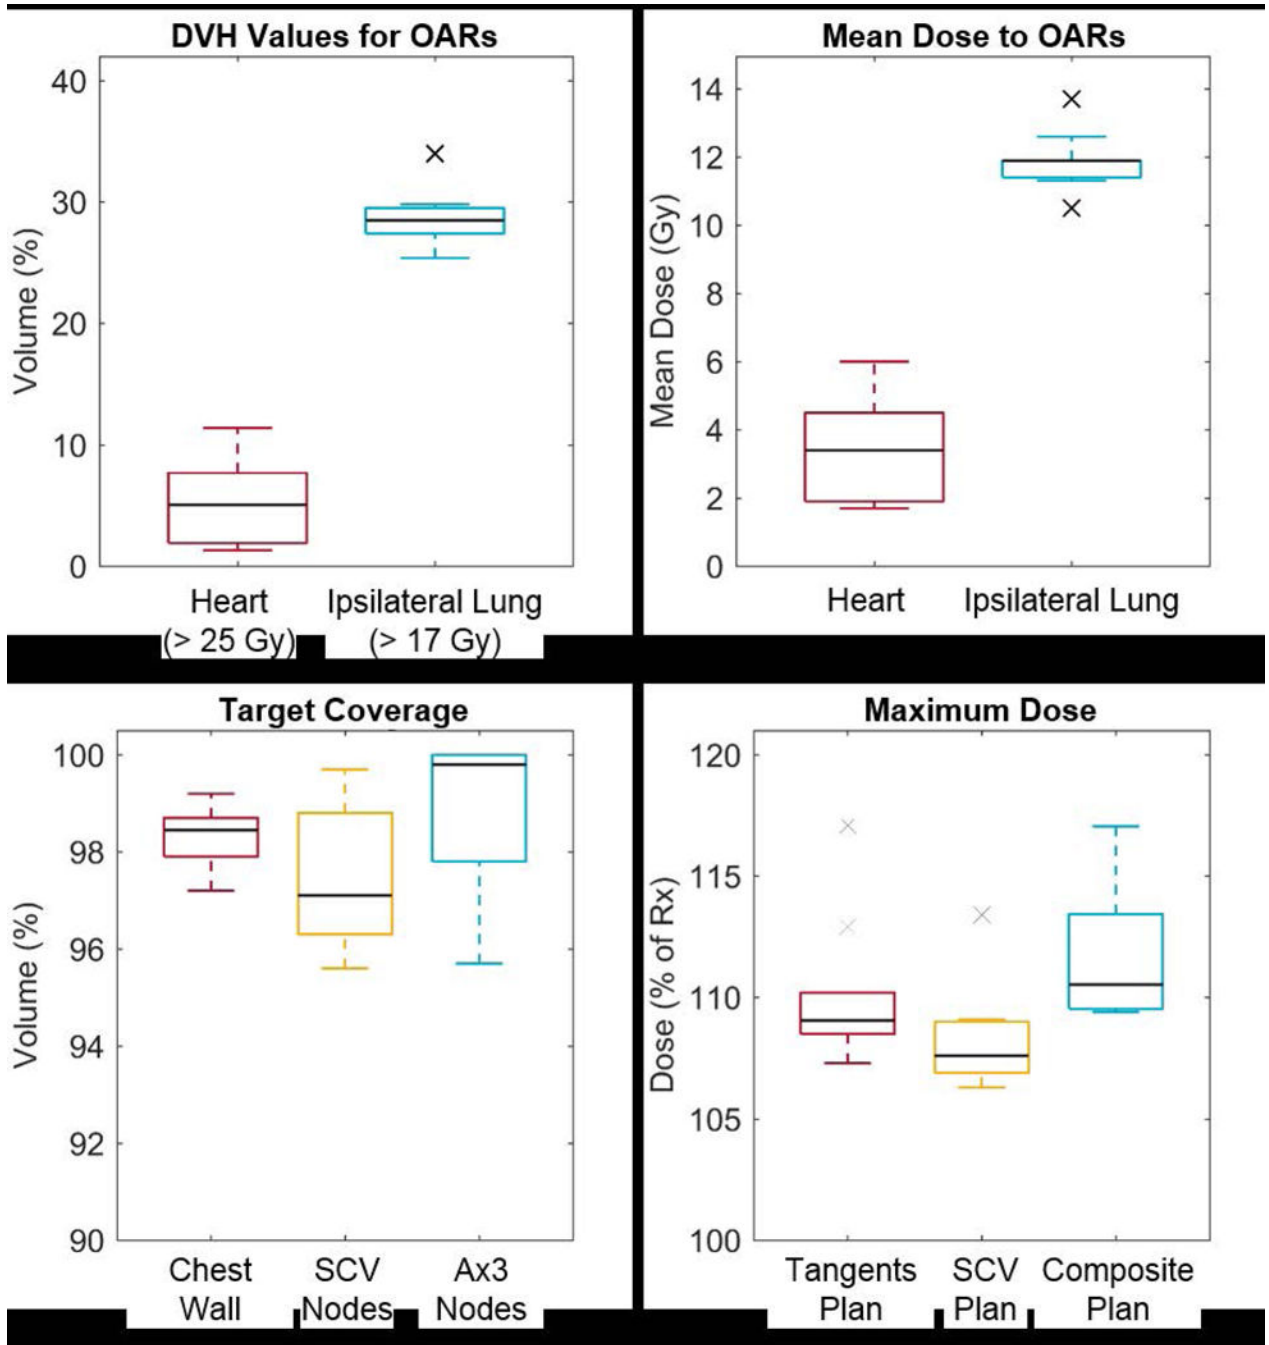 DVH Values for OARs
Volume (%)
40
30
20
10
0
Heart
(> 25 Gy)
Ipsilateral Lung
(> 17 Gy)
Mean Dose to OARs
Mean Dose (Gy)
14
12
10
8
6
4
2
0
Heart
Ipsilateral Lung
Target Coverage
Volume (%)
100
98
96
94
92
90
Chest
Wall
SCV
Nodes
Ax3
Nodes
Maximum Dose
Dose (% of Rx)
120
115
110
105
100
Tangents
Plan
SCV
Plan
Composite
Plan